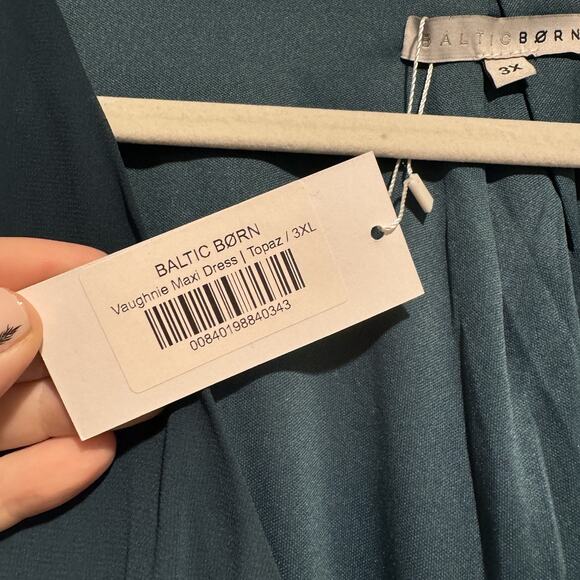 BALTIC BØRN
3X
BALTIC BØRN
Vaughnie Maxi Dress | Topaz / 3XL
00840198840343